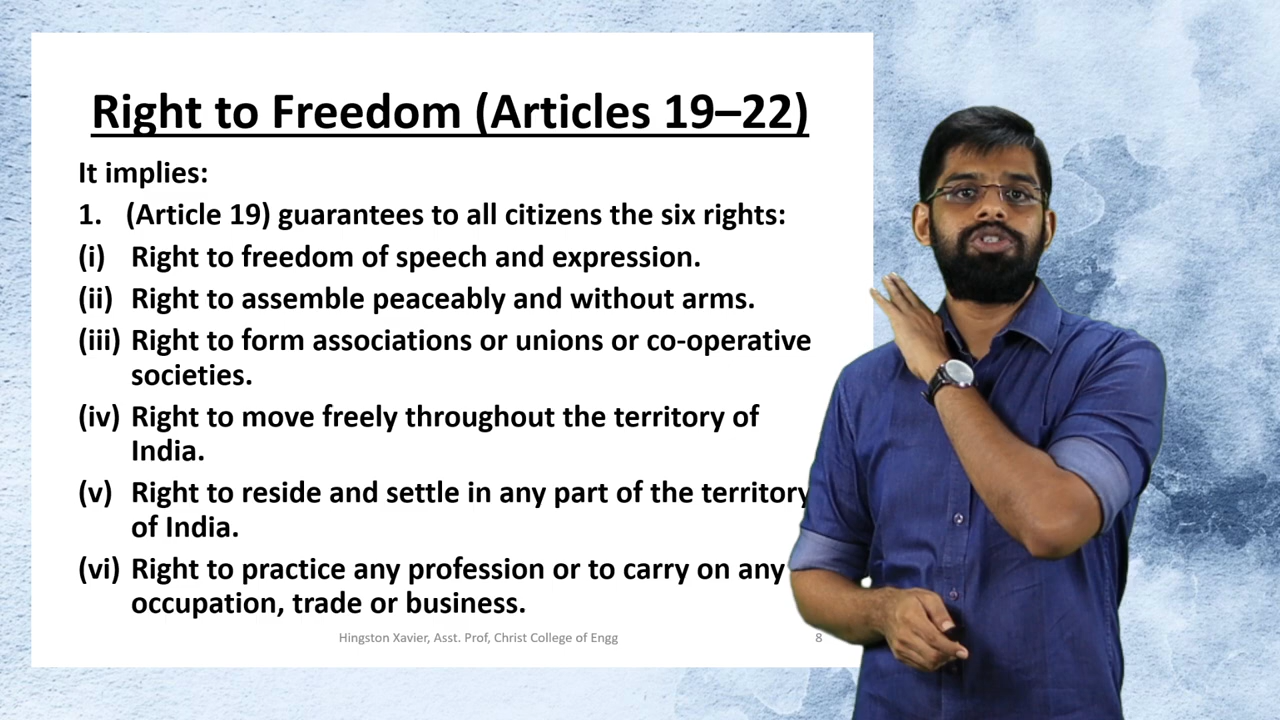 Right to Freedom (Articles 19–22)
It implies:
1. (Article 19) guarantees to all citizens the six rights:
(i) Right to freedom of speech and expression.
(ii) Right to assemble peaceably and without arms.
(iii) Right to form associations or unions or co-operative
societies.
(iv) Right to move freely throughout the territory of
India.
(v) Right to reside and settle in any part of the territory
of India.
(vi) Right to practice any profession or to carry on any
occupation, trade or business.
Hingston Xavier, Asst. Prof, Christ College of Engg 8